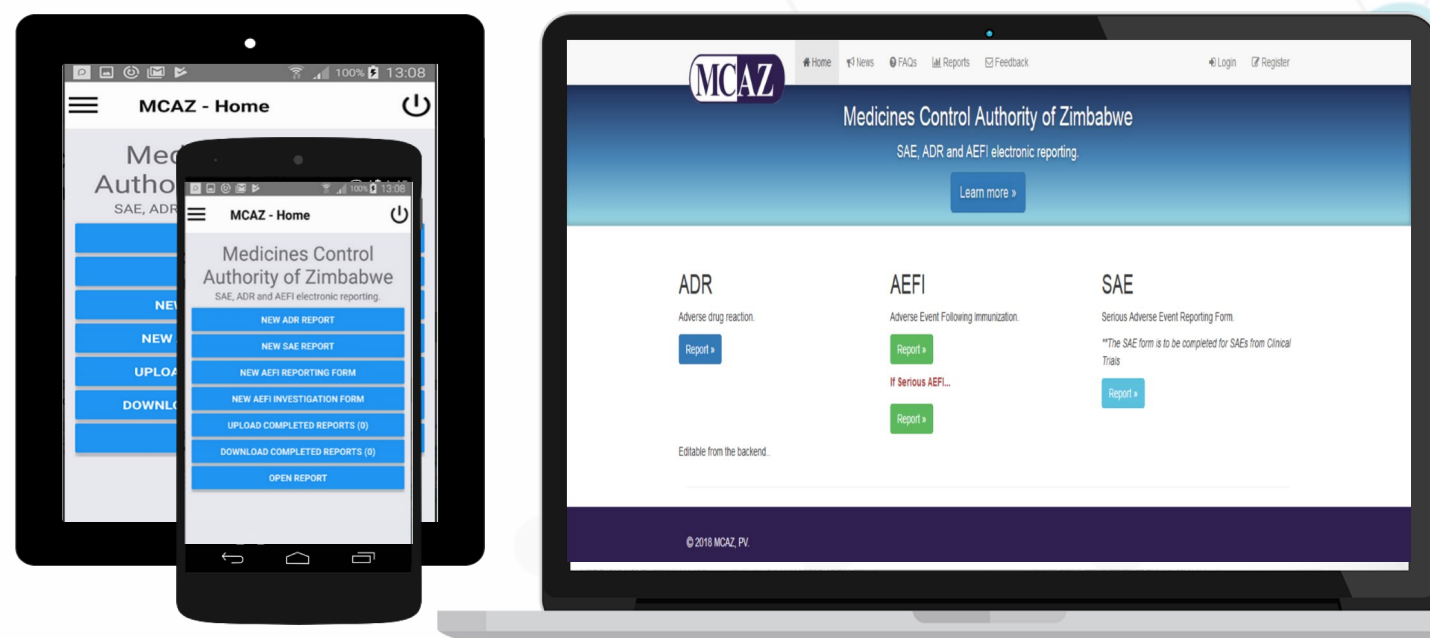 100% 13:08
MCAZ - Home
Med
Autho
SAE, ADR
NEW
NEW
UPLOA
DOWNLO
100% 13:08
MCAZ - Home
Medicines Control
Authority of Zimbabwe
SAE, ADR and AEFI electronic reporting.
NEW ADR REPORT
NEW SAE REPORT
NEW AEFI REPORTING FORM
NEW AEFI INVESTIGATION FORM
UPLOAD COMPLETED REPORTS (0)
DOWNLOAD COMPLETED REPORTS (0)
OPEN REPORT
MCAZ Home News FAQs Reports Feedback Login Register
Medicines Control Authority of Zimbabwe
SAE, ADR and AEFI electronic reporting.
Learn more »
ADR AEFI SAE
Adverse drug reaction. Adverse Event Following Immunization. Serious Adverse Event Reporting Form.
Report » Report » **The SAE form is to be completed for SAEs from Clinical
Trials
If Serious AEFI...
Report »
Report »
Editable from the backend..
© 2018 MCAZ, PV.